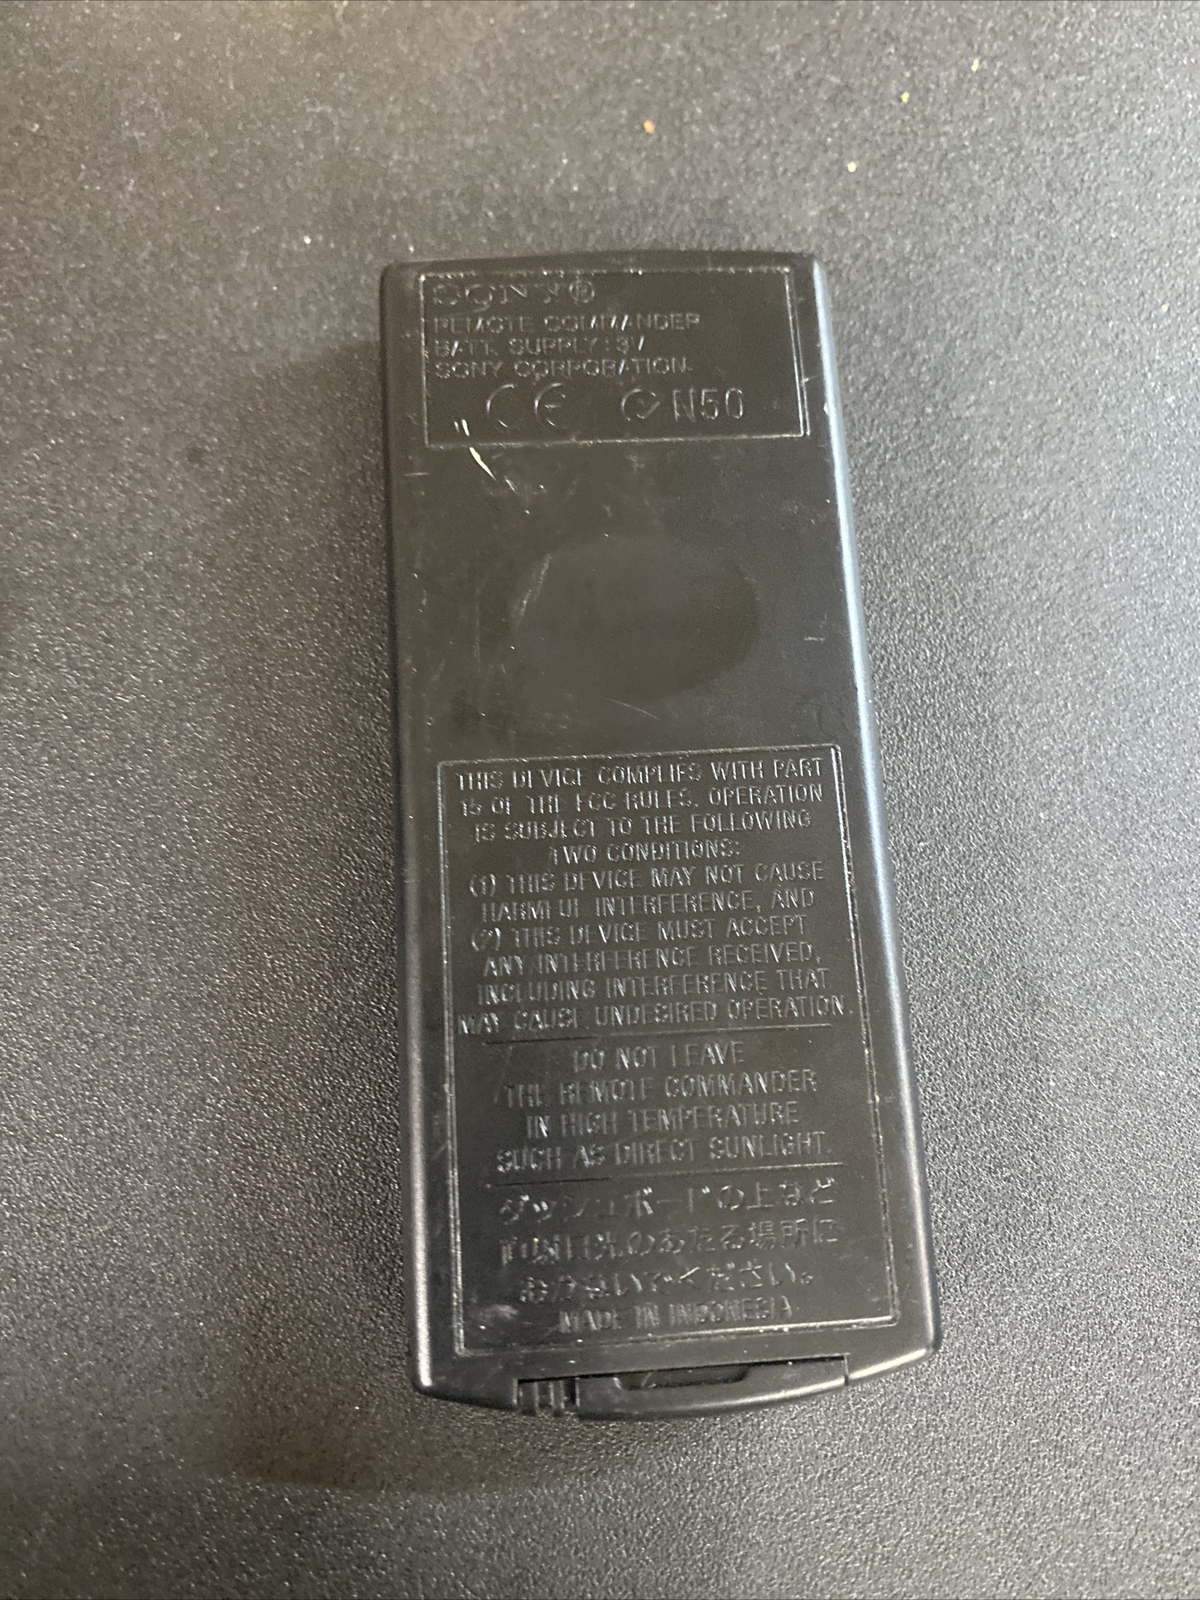 SONY®
REMOTE COMMANDER
BATT. SUPPLY: 3V
SONY CORPORATION
CE N50
THIS DEVICE COMPLIES WITH PART
15 OF THE FCC RULES. OPERATION
IS SUBJECT TO THE FOLLOWING
TWO CONDITIONS:
(1) THIS DEVICE MAY NOT CAUSE
HARMFUL INTERFERENCE, AND
(2) THIS DEVICE MUST ACCEPT
ANY INTERFERENCE RECEIVED,
INCLUDING INTERFERENCE THAT
MAY CAUSE UNDESIRED OPERATION.
DO NOT LEAVE
THE REMOTE COMMANDER
IN HIGH TEMPERATURE
SUCH AS DIRECT SUNLIGHT.
ダッシュボードの上など
直射日光のあたる場所に
おかないでください。
MADE IN INDONESIA